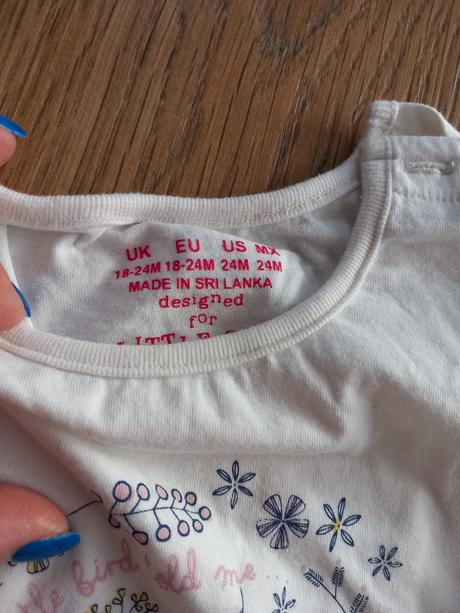 UK EU US MX
18-24M 18-24M 24M 24M
MADE IN SRI LANKA
designed
for
LITTLE
bird told me...